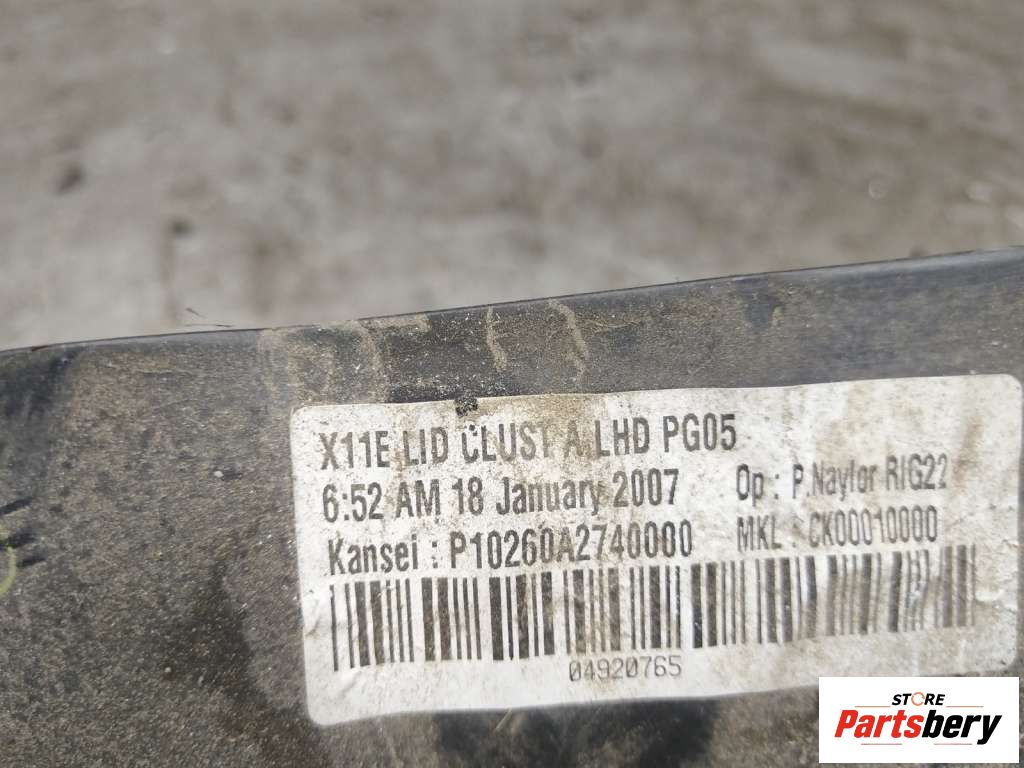 X11E LID CLUST A LHD PG05
6:52 AM 18 January 2007 Op : P.Naylor RIG22
Kansei : P10260A2740000 MKL : CK00010000
04920765
STORE
Partsbery